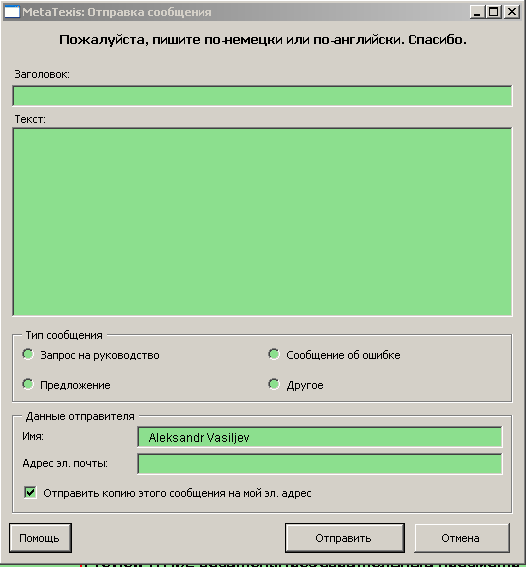 MetaTexis: Отправка сообщения
Пожалуйста, пишите по-немецки или по-английски. Спасибо.
Заголовок:
Текст:
Тип сообщения
Запрос на руководство
Сообщение об ошибке
Предложение
Другое
Данные отправителя
Имя:
Aleksandr Vasiljev
Адрес эл. почты:
Отправить копию этого сообщения на мой эл. адрес
Помощь
Отправить
Отмена